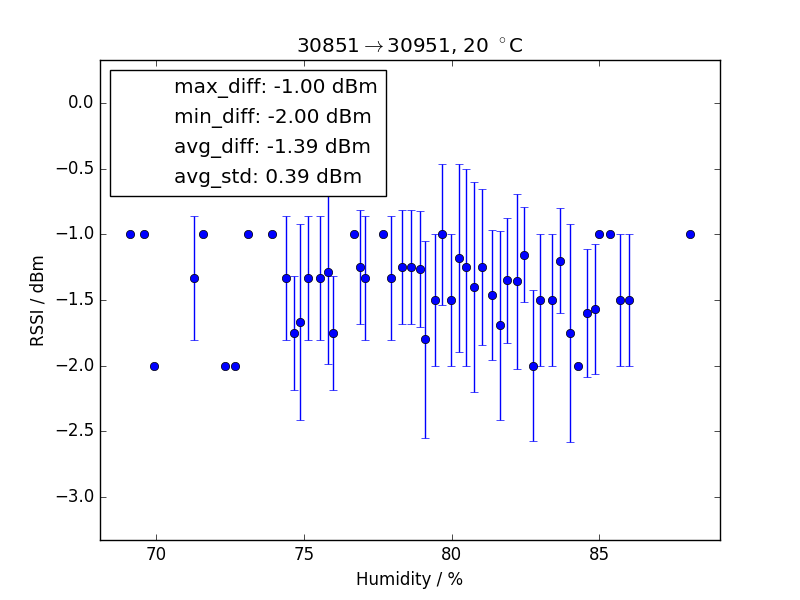 30851→30951, 20 °C
max_diff: -1.00 dBm
min_diff: -2.00 dBm
avg_diff: -1.39 dBm
avg_std: 0.39 dBm
RSSI / dBm
0.0
−0.5
−1.0
−1.5
−2.0
−2.5
−3.0
70 75 80 85
Humidity / %